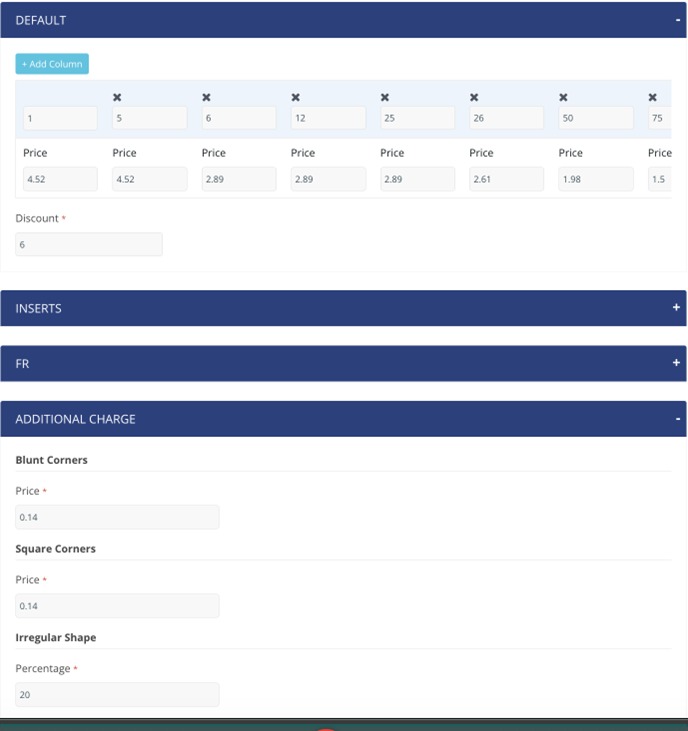 DEFAULT -
+ Add Column
1 5 6 12 25 26 50 75
Price Price Price Price Price Price Price Price
4.52 4.52 2.89 2.89 2.89 2.61 1.98 1.5
Discount *
6
INSERTS +
FR +
ADDITIONAL CHARGE -
Blunt Corners
Price *
0.14
Square Corners
Price *
0.14
Irregular Shape
Percentage *
20